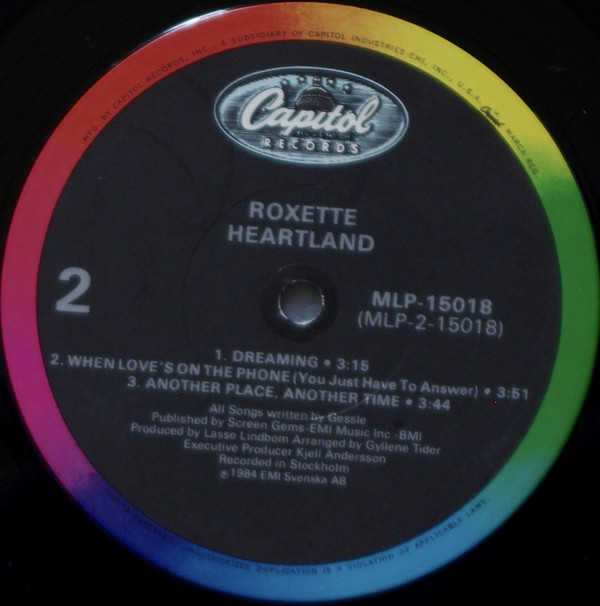 MFG. BY CAPITOL RECORDS, INC., A SUBSIDIARY OF CAPITOL INDUSTRIES-EMI, INC., U.S.A. Capitol MARCA REG.
Capitol
RECORDS
ROXETTE
HEARTLAND
2
MLP-15018
(MLP-2-15018)
1. DREAMING • 3:15
2. WHEN LOVE'S ON THE PHONE (You Just Have To Answer) • 3:51
3. ANOTHER PLACE, ANOTHER TIME • 3:44
All Songs written by Gessle
Published by Screen Gems-EMI Music Inc.-BMI
Produced by Lasse Lindbom Arranged by Gyllene Tider
Executive Producer Kjell Andersson
Recorded in Stockholm
℗ 1984 EMI Svenska AB
UNAUTHORIZED DUPLICATION IS A VIOLATION OF APPLICABLE LAWS.